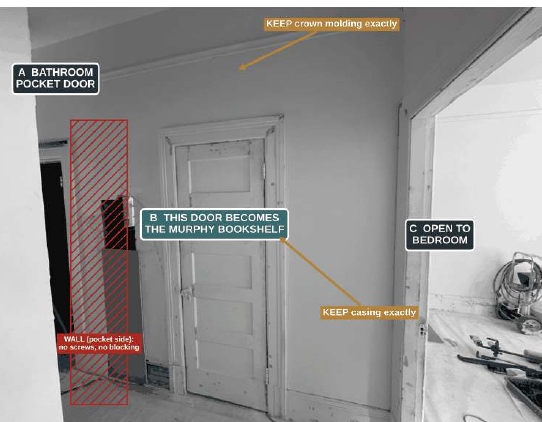 KEEP crown molding exactly
A BATHROOM
POCKET DOOR
B THIS DOOR BECOMES
THE MURPHY BOOKSHELF
C OPEN TO
BEDROOM
KEEP casing exactly
WALL (pocket side):
no screws, no blocking